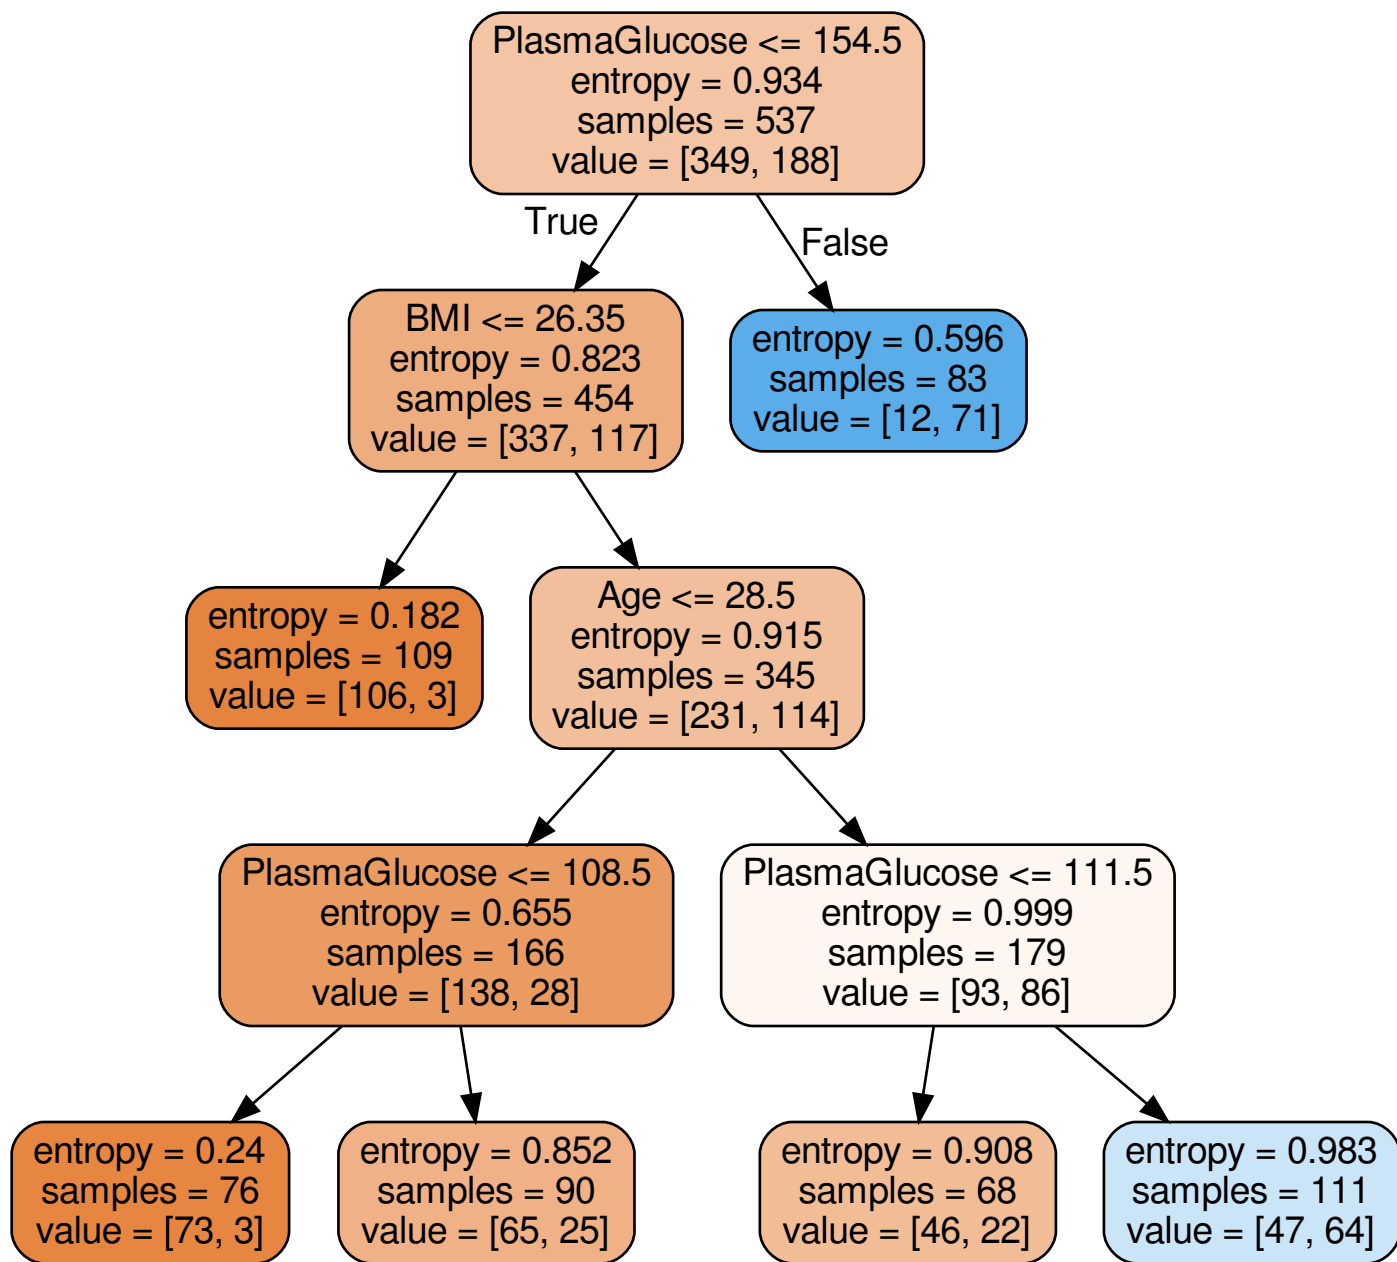 PlasmaGlucose <= 154.5
entropy = 0.934
samples = 537
value = [349, 188]
True
False
BMI <= 26.35
entropy = 0.823
samples = 454
value = [337, 117]
entropy = 0.596
samples = 83
value = [12, 71]
entropy = 0.182
samples = 109
value = [106, 3]
Age <= 28.5
entropy = 0.915
samples = 345
value = [231, 114]
PlasmaGlucose <= 108.5
entropy = 0.655
samples = 166
value = [138, 28]
PlasmaGlucose <= 111.5
entropy = 0.999
samples = 179
value = [93, 86]
entropy = 0.24
samples = 76
value = [73, 3]
entropy = 0.852
samples = 90
value = [65, 25]
entropy = 0.908
samples = 68
value = [46, 22]
entropy = 0.983
samples = 111
value = [47, 64]